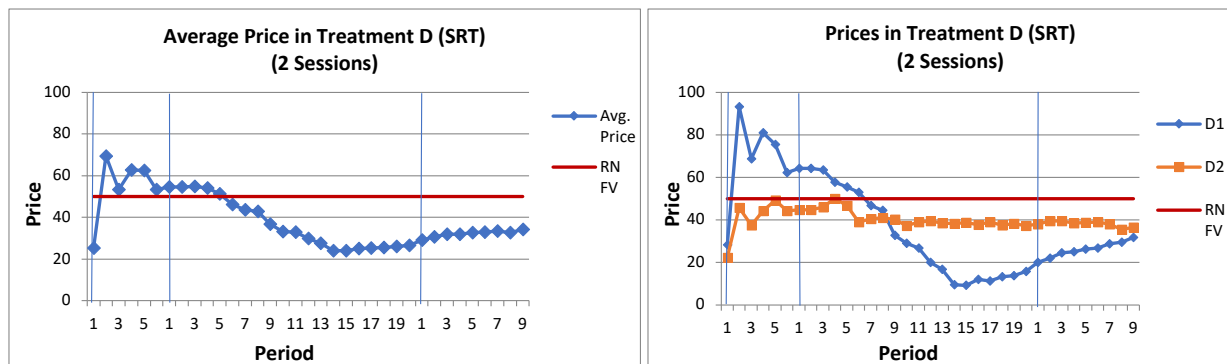 Average Price in Treatment D (SRT)
(2 Sessions)
Price
100
80
60
40
20
0
1 3 5 1 3 5 7 9 11 13 15 17 19 1 3 5 7 9
Period
Avg.
Price
RN
FV
Prices in Treatment D (SRT)
(2 Sessions)
Price
100
80
60
40
20
0
1 3 5 1 3 5 7 9 11 13 15 17 19 1 3 5 7 9
Period
D1
D2
RN
FV